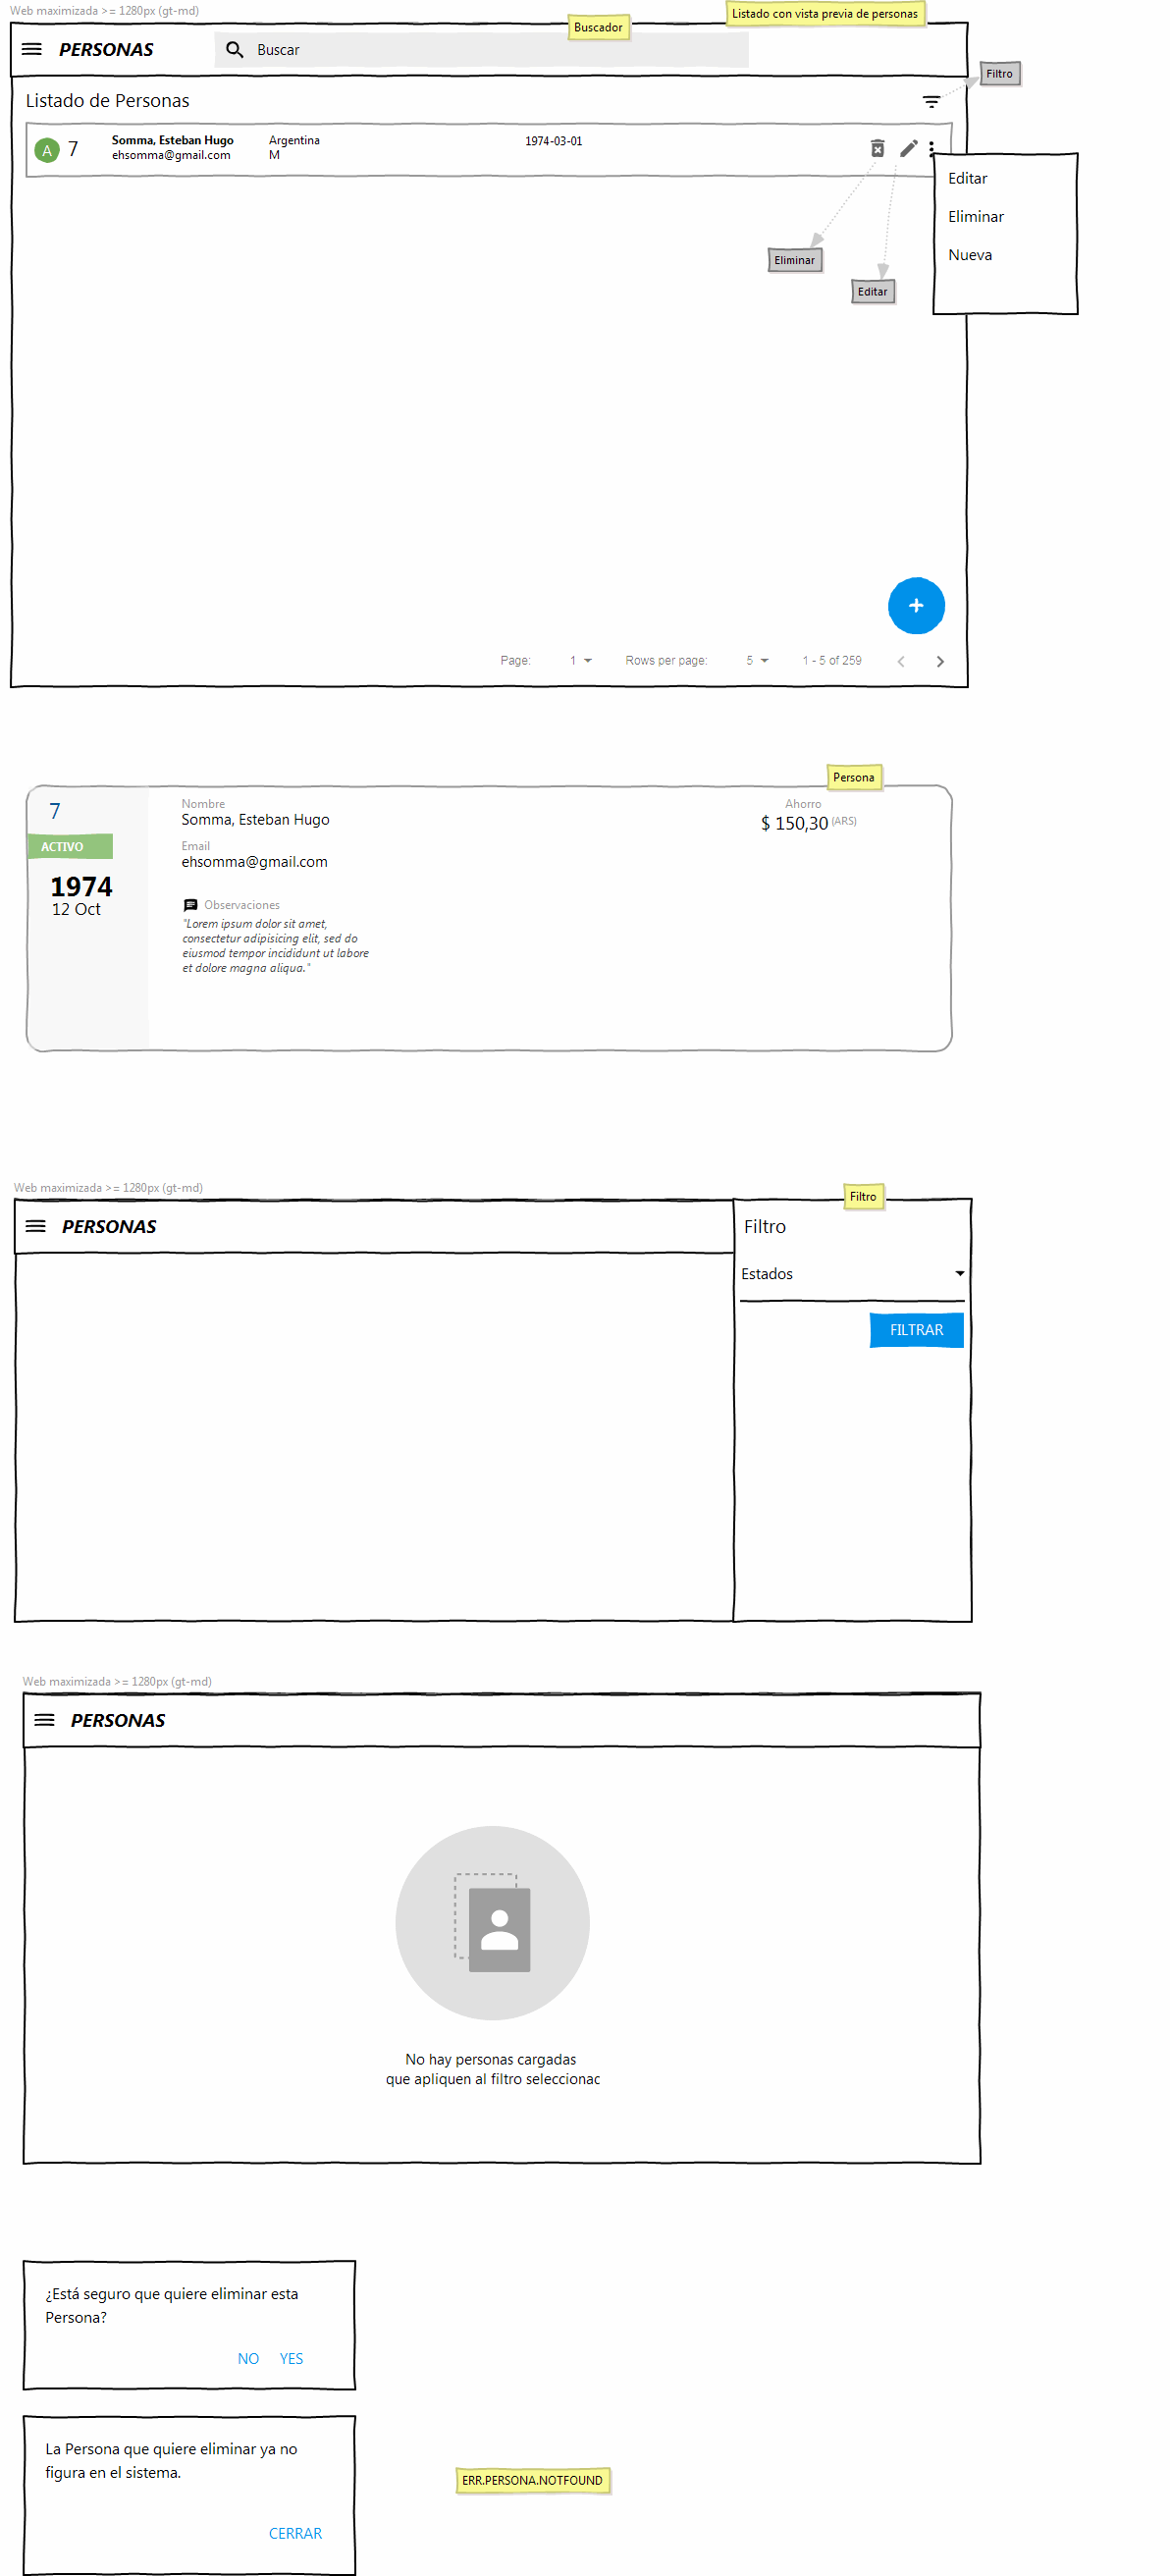 Web maximizada >= 1280px (gt-md)
Listado con vista previa de personas
Buscador
PERSONAS
Buscar
Filtro
Listado de Personas
A 7
Somma, Esteban Hugo
ehsomma@gmail.com
Argentina
M
1974-03-01
Editar
Eliminar
Nueva
Eliminar
Editar
+
Page: 1 Rows per page: 5 1 - 5 of 259
Persona
7
ACTIVO
1974
12 Oct
Nombre
Somma, Esteban Hugo
Email
ehsomma@gmail.com
Observaciones
"Lorem ipsum dolor sit amet,
consectetur adipisicing elit, sed do
eiusmod tempor incididunt ut labore
et dolore magna aliqua."
Ahorro
$ 150,30 (ARS)
Web maximizada >= 1280px (gt-md)
Filtro
PERSONAS
Filtro
Estados
FILTRAR
Web maximizada >= 1280px (gt-md)
PERSONAS
No hay personas cargadas
que apliquen al filtro seleccionac
¿Está seguro que quiere eliminar esta
Persona?
NO YES
La Persona que quiere eliminar ya no
figura en el sistema.
CERRAR
ERR.PERSONA.NOTFOUND